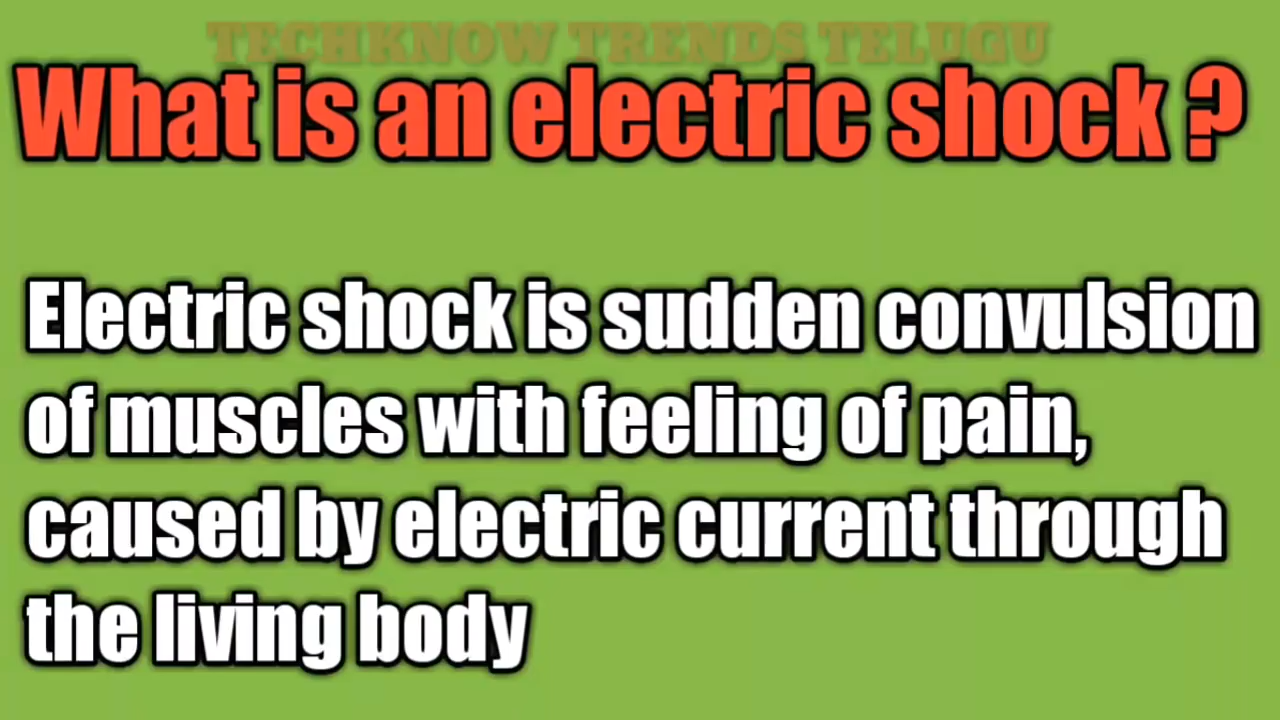 TECHKNOW TRENDS TELUGU
What is an electric shock ?
Electric shock is sudden convulsion
of muscles with feeling of pain,
caused by electric current through
the living body